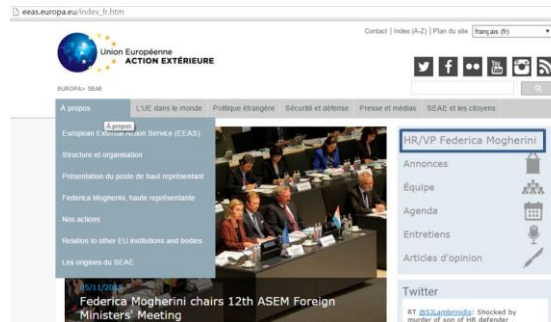 eeas.europa.eu/index_fr.htm
Contact | Index (A-Z) | Plan du site français (fr)
Union Européenne
ACTION EXTÉRIEURE
EUROPA> SEAE
À propos L'UE dans le monde Politique étrangère Sécurité et défense Presse et médias SEAE et les citoyens
À propos
European External Action Service (EEAS)
Structure et organisation
Présentation du poste de haut représentant
Federica Mogherini, haute représentante
Nos actions
Relation to other EU institutions and bodies
Les origines du SEAE
05/11/2015
Federica Mogherini chairs 12th ASEM Foreign
Ministers' Meeting
HR/VP Federica Mogherini
Annonces
Équipe
Agenda
Entretiens
Articles d'opinion
Twitter
RT @SJLambrinidis: Shocked by
murder of son of HR defender